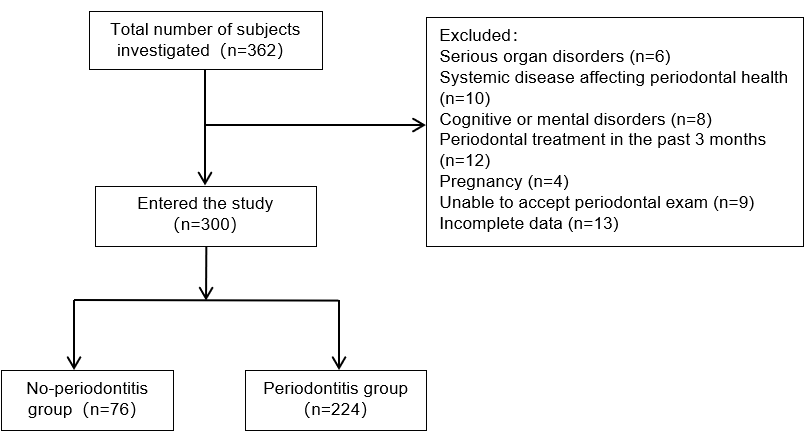 Total number of subjects
investigated（n=362）
Excluded：
Serious organ disorders (n=6)
Systemic disease affecting periodontal health
(n=10)
Cognitive or mental disorders (n=8)
Periodontal treatment in the past 3 months
(n=12)
Pregnancy (n=4)
Unable to accept periodontal exam (n=9)
Incomplete data (n=13)
Entered the study
(n=300）
No-periodontitis
group（n=76）
Periodontitis group
（n=224）